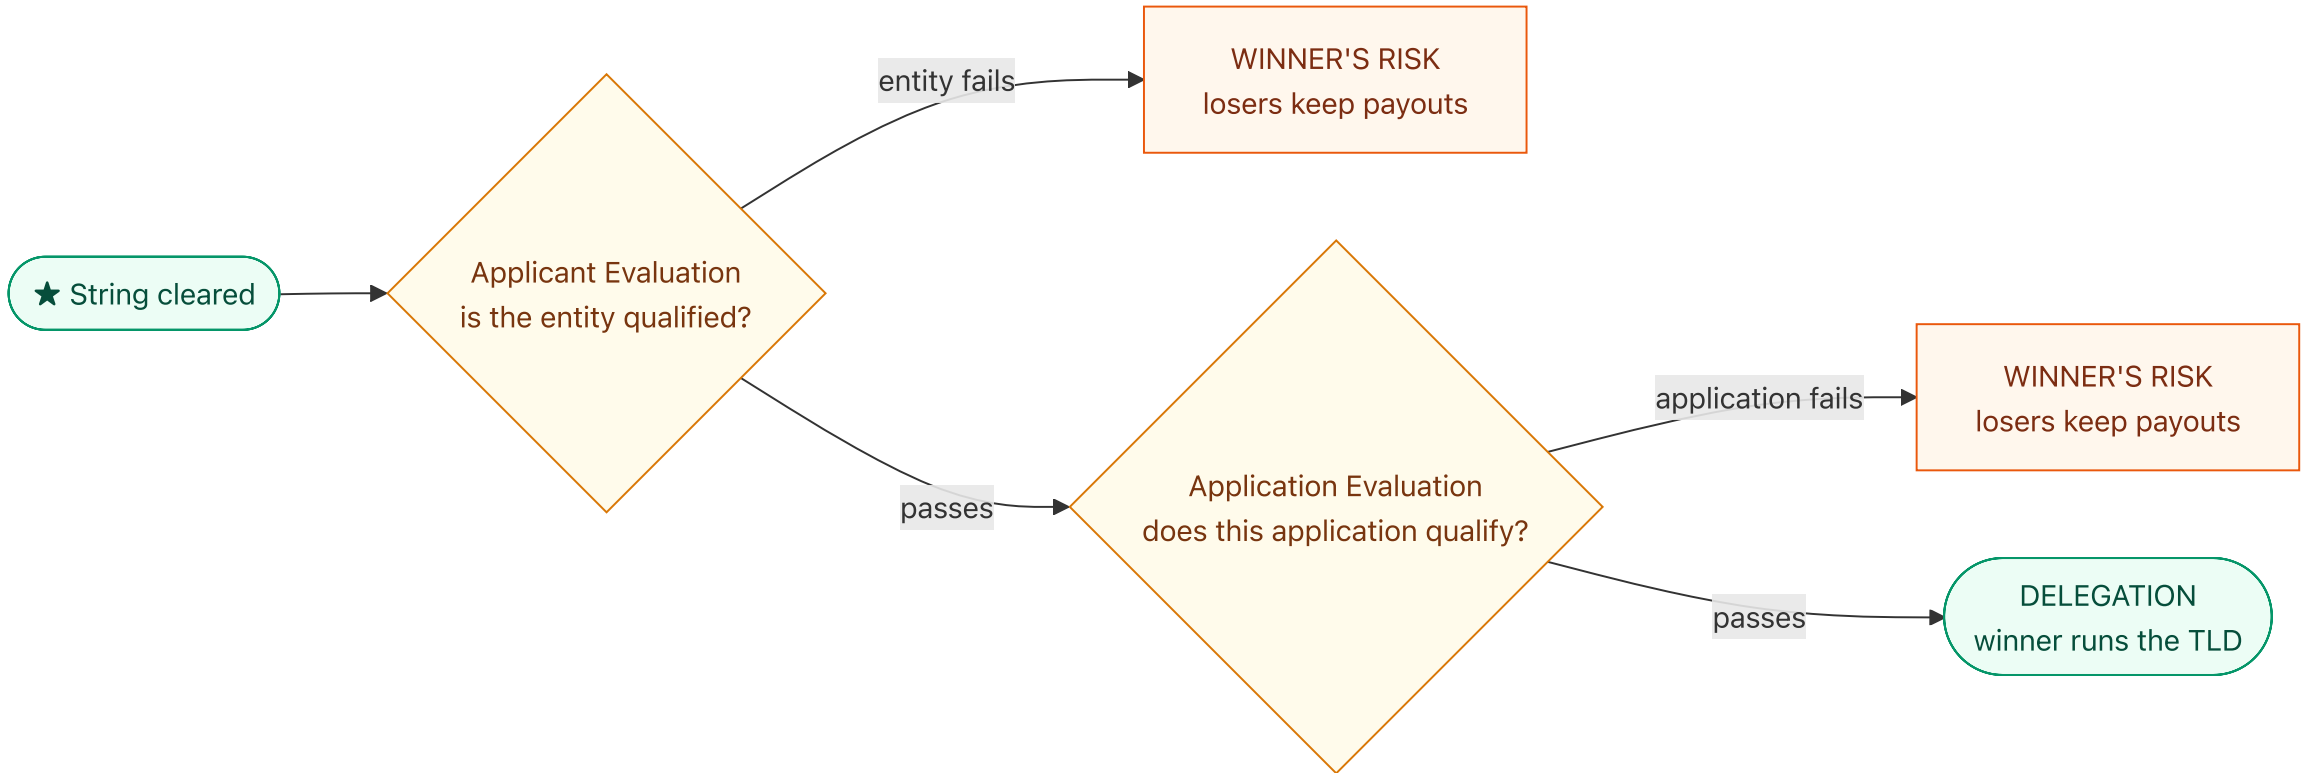 ★ String cleared
Applicant Evaluation
is the entity qualified?
entity fails
WINNER'S RISK
losers keep payouts
passes
Application Evaluation
does this application qualify?
application fails
WINNER'S RISK
losers keep payouts
passes
DELEGATION
winner runs the TLD